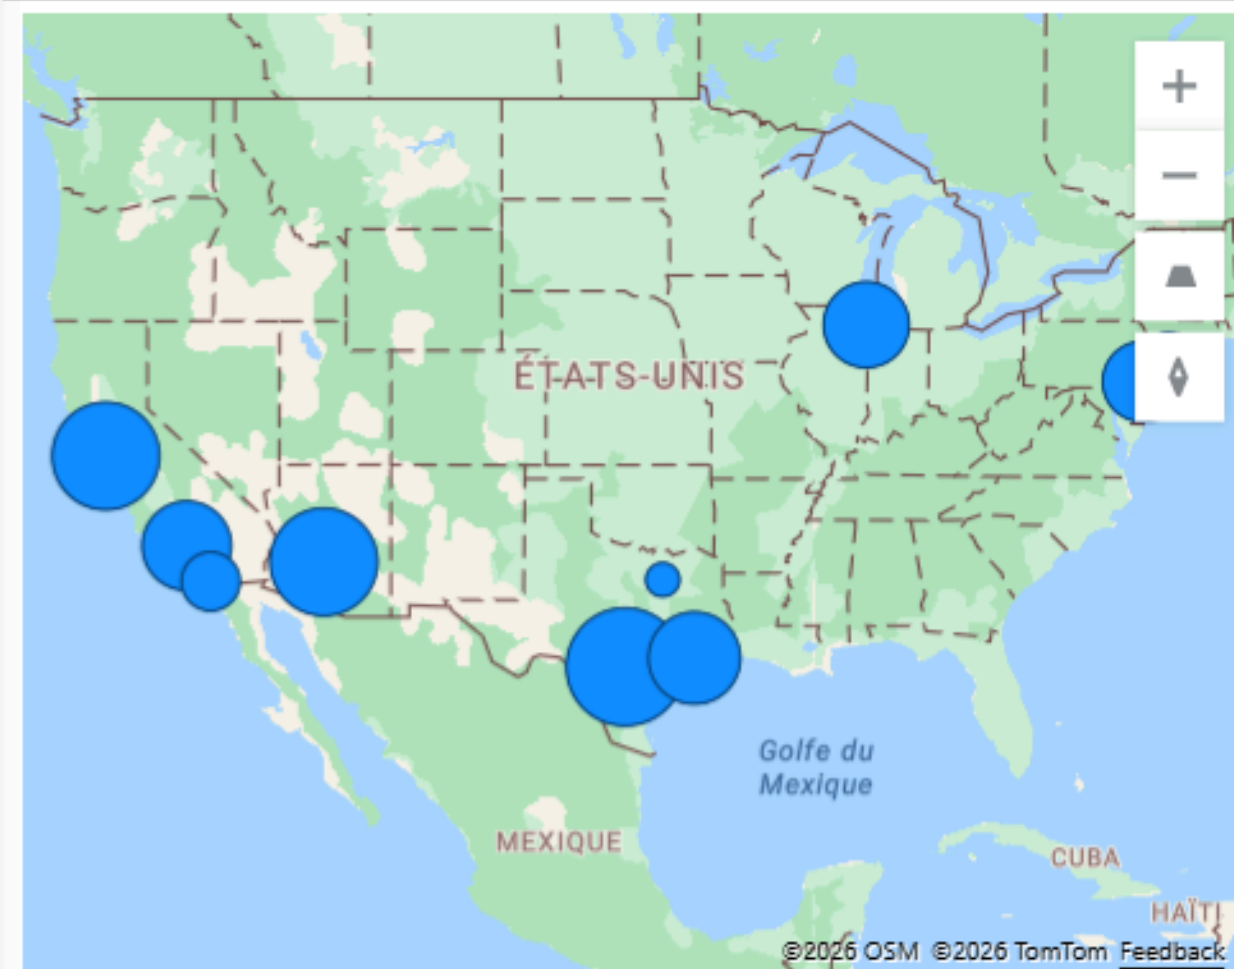 ÉTATS-UNIS
Golfe du
Mexique
MEXIQUE
CUBA
HAÏTI
©2026 OSM ©2026 TomTom Feedback